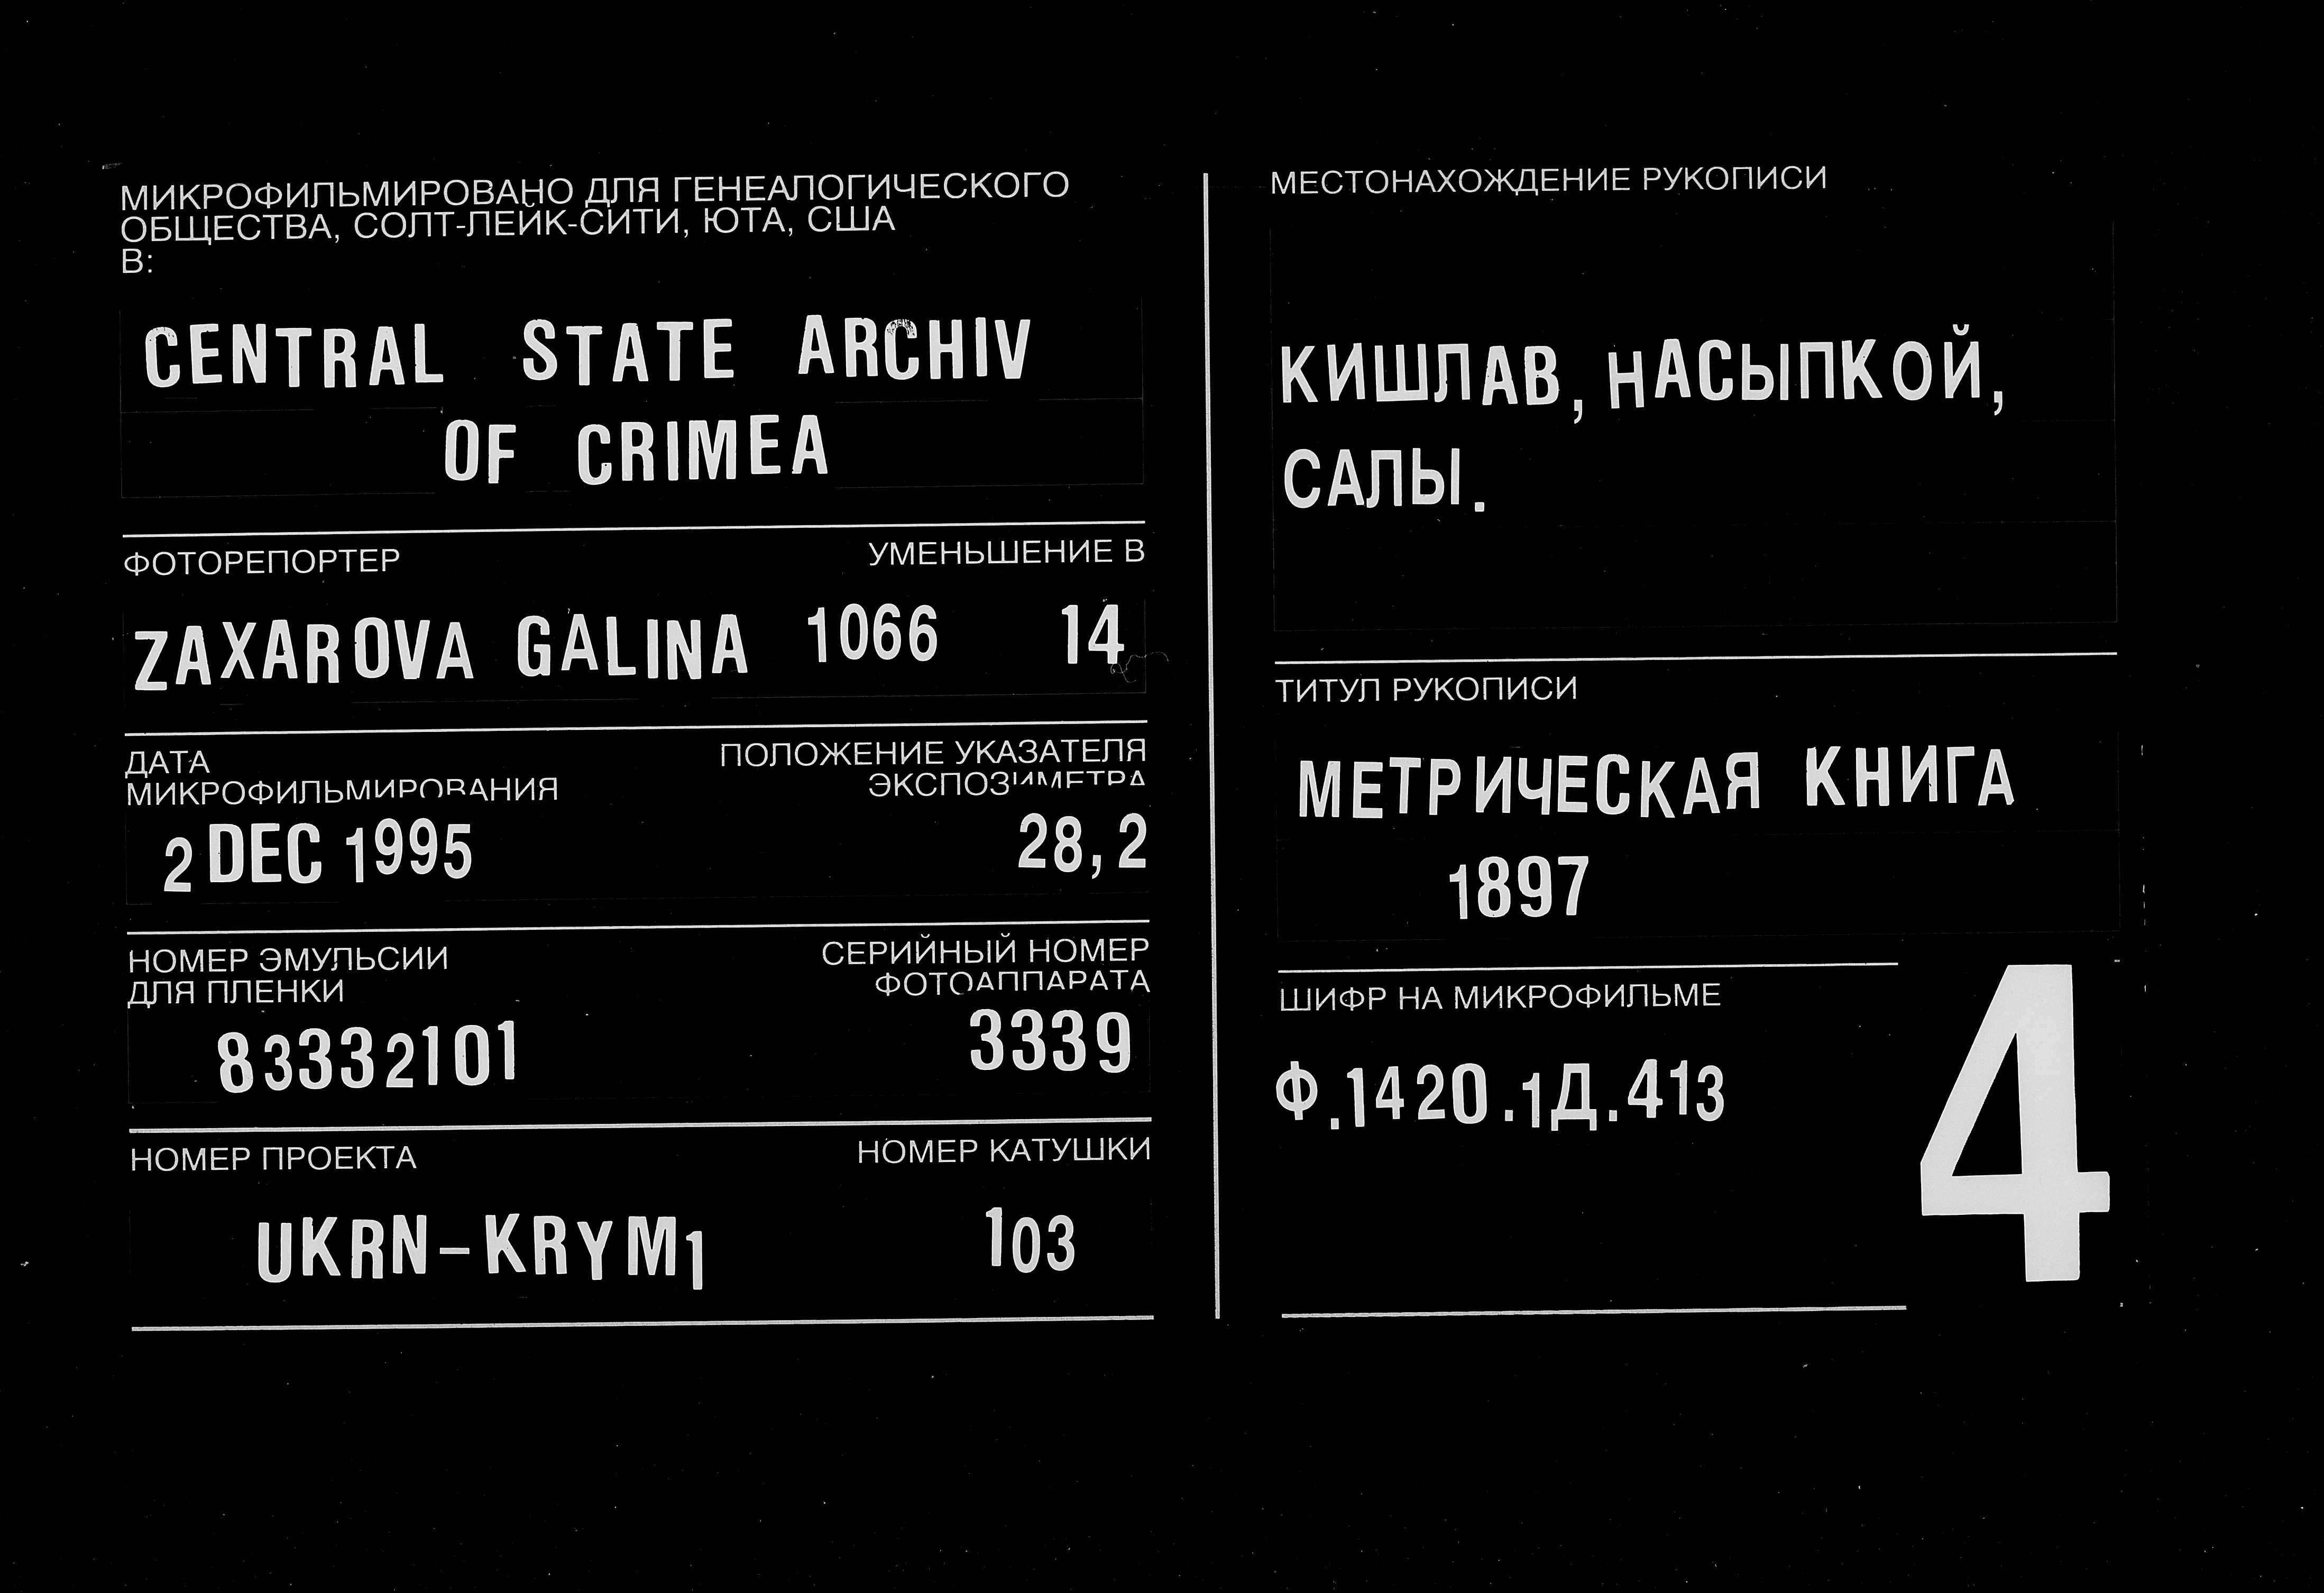 МИКРОФИЛЬМИРОВАНО ДЛЯ ГЕНЕАЛОГИЧЕСКОГО
ОБЩЕСТВА, СОЛТ-ЛЕЙК-СИТИ, ЮТА, США
В:
CENTRAL STATE ARCHIV
OF CRIMEA
ФОТОРЕПОРТЕР УМЕНЬШЕНИЕ В
ZAXAROVA GALINA 1066 14
ДАТА
МИКРОФИЛЬМИРОВАНИЯ
ПОЛОЖЕНИЕ УКАЗАТЕЛЯ
ЭКСПОЗИМЕТРА
2 DEC 1995 28,2
НОМЕР ЭМУЛЬСИИ
ДЛЯ ПЛЕНКИ
СЕРИЙНЫЙ НОМЕР
ФОТОАППАРАТА
83332101 3339
НОМЕР ПРОЕКТА НОМЕР КАТУШКИ
UKRN-KRYM1 103
МЕСТОНАХОЖДЕНИЕ РУКОПИСИ
КИШЛАВ, НАСЫПКОЙ,
САЛЫ.
ТИТУЛ РУКОПИСИ
МЕТРИЧЕСКАЯ КНИГА
1897
ШИФР НА МИКРОФИЛЬМЕ
Ф.1420.1Д.413
4